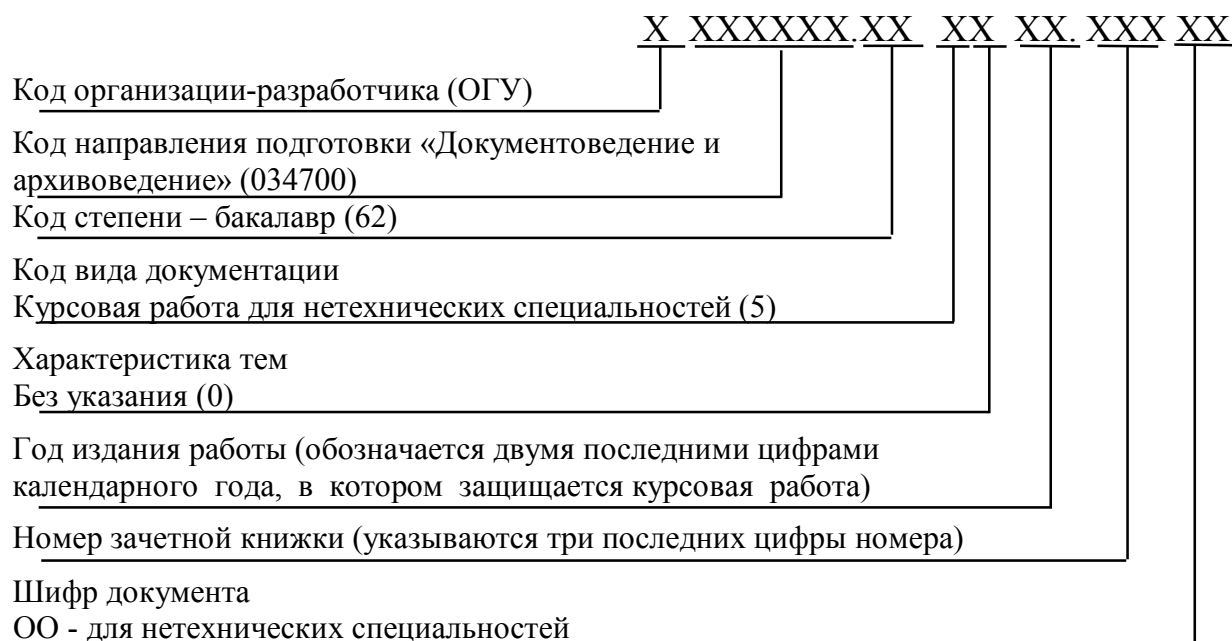 Х ХХХХХХ.ХХ ХХ ХХ. ХХХ ХХ
Код организации-разработчика (ОГУ)
Код направления подготовки «Документоведение и
архивоведение» (034700)
Код степени – бакалавр (62)
Код вида документации
Курсовая работа для нетехнических специальностей (5)
Характеристика тем
Без указания (0)
Год издания работы (обозначается двумя последними цифрами
календарного года, в котором защищается курсовая работа)
Номер зачетной книжки (указываются три последних цифры номера)
Шифр документа
ОО - для нетехнических специальностей